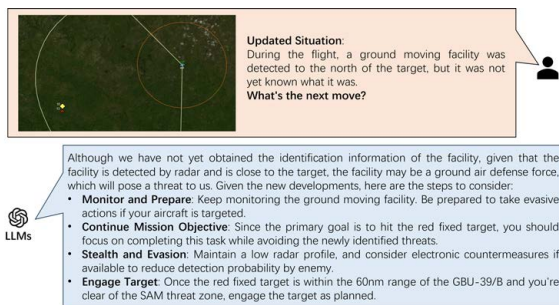 Updated Situation:
During the flight, a ground moving facility was
detected to the north of the target, but it was not
yet known what it was.
What's the next move?
Although we have not yet obtained the identification information of the facility, given that the
facility is detected by radar and is close to the target, the facility may be a ground air defense force,
which will pose a threat to us. Given the new developments, here are the steps to consider:
• Monitor and Prepare: Keep monitoring the ground moving facility. Be prepared to take evasive
actions if your aircraft is targeted.
• Continue Mission Objective: Since the primary goal is to hit the red fixed target, you should
focus on completing this task while avoiding the newly identified threats.
• Stealth and Evasion: Maintain a low radar profile, and consider electronic countermeasures if
available to reduce detection probability by enemy.
• Engage Target: Once the red fixed target is within the 60nm range of the GBU-39/B and you're
clear of the SAM threat zone, engage the target as planned.
LLMs